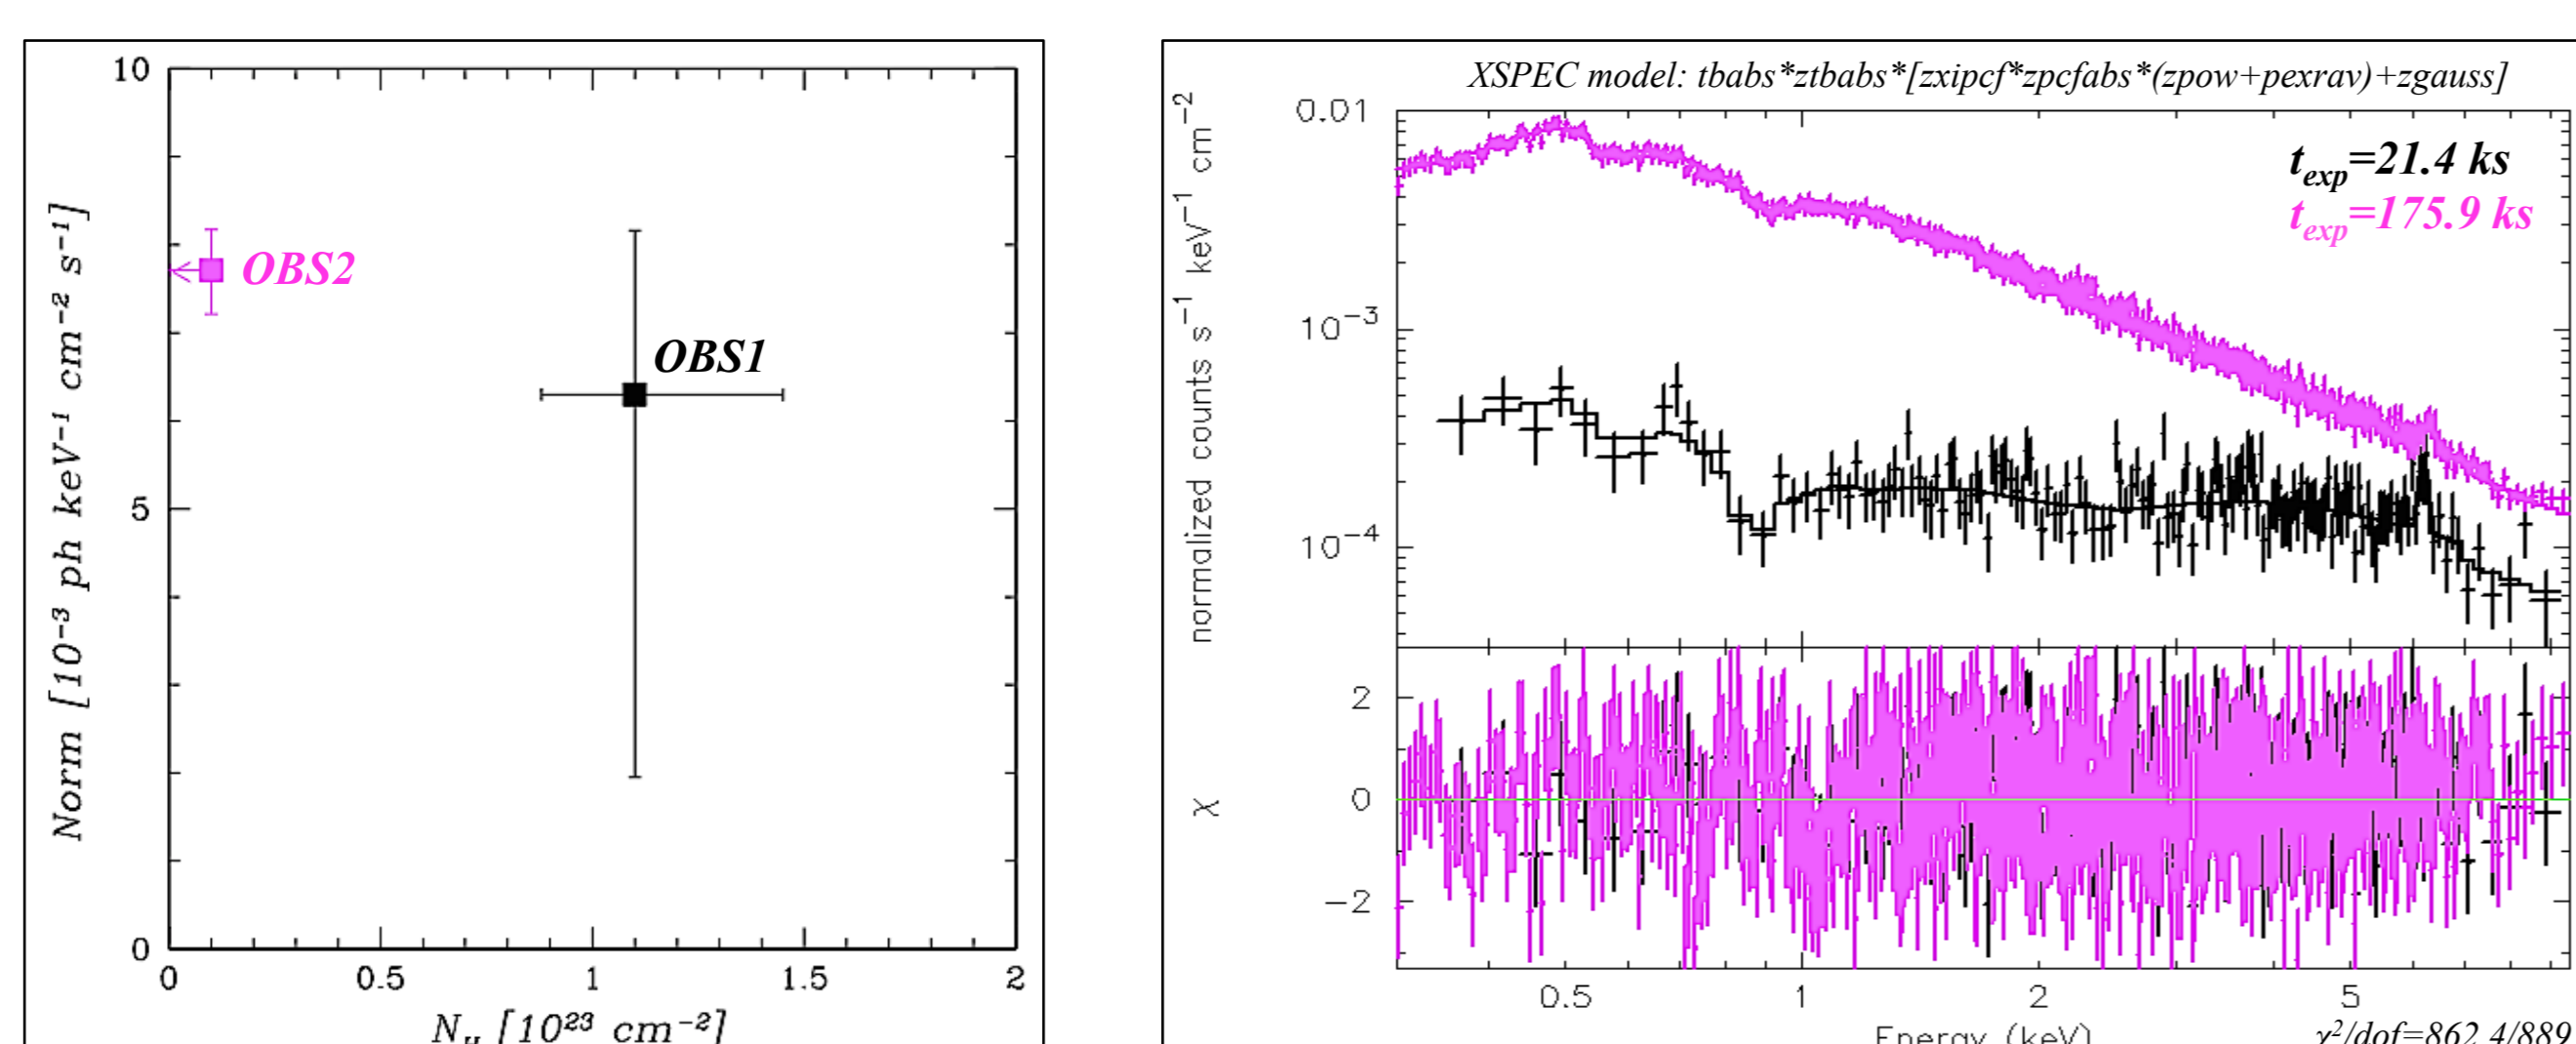 10
5
0
0
0.5
1
1.5
2
Norm [10⁻³ ph keV⁻¹ cm⁻² s⁻¹]
N_H [10²³ cm⁻²]
OBS2
OBS1
XSPEC model: tbabs*ztbabs*[zxipcf*zpcfabs*(zpow+pexrav)+zgauss]
t_exp=21.4 ks
t_exp=175.9 ks
normalized counts s⁻¹ keV⁻¹ cm⁻²
0.01
10⁻³
10⁻⁴
χ
2
0
−2
0.5
1
2
5
Energy (keV)
χ²/dof=862.4/889